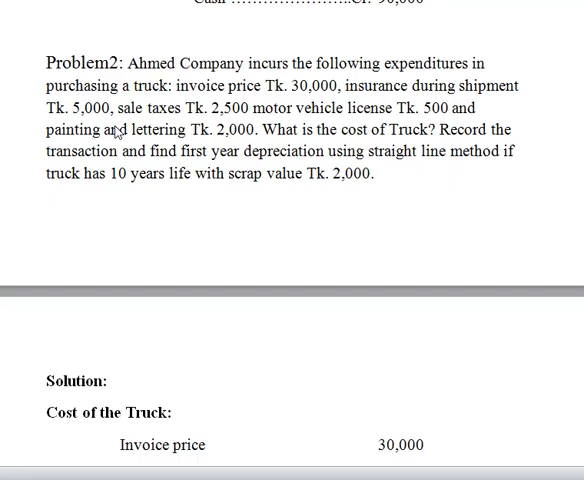 Problem2: Ahmed Company incurs the following expenditures in
purchasing a truck: invoice price Tk. 30,000, insurance during shipment
Tk. 5,000, sale taxes Tk. 2,500 motor vehicle license Tk. 500 and
painting and lettering Tk. 2,000. What is the cost of Truck? Record the
transaction and find first year depreciation using straight line method if
truck has 10 years life with scrap value Tk. 2,000.
Solution:
Cost of the Truck:
Invoice price 30,000